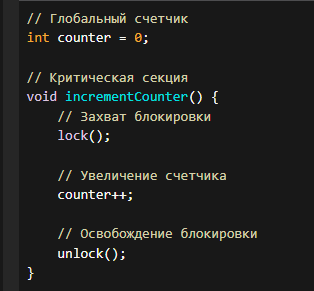 // Глобальный счетчик
int counter = 0;
// Критическая секция
void incrementCounter() {
// Захват блокировки
lock();
// Увеличение счетчика
counter++;
// Освобождение блокировки
unlock();
}